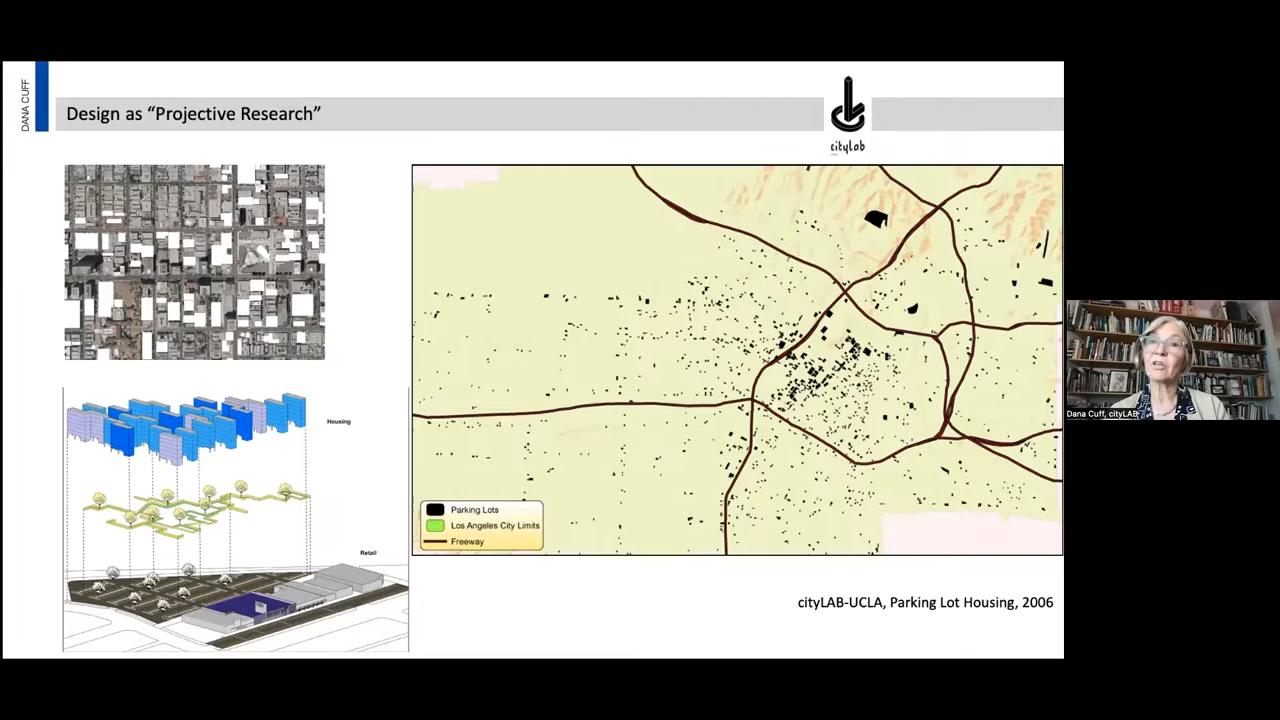 DANA CUFF
Design as “Projective Research”
cityLab
Housing
Retail
Parking Lots
Los Angeles City Limits
Freeway
cityLAB-UCLA, Parking Lot Housing, 2006
Dana Cuff, cityLAB